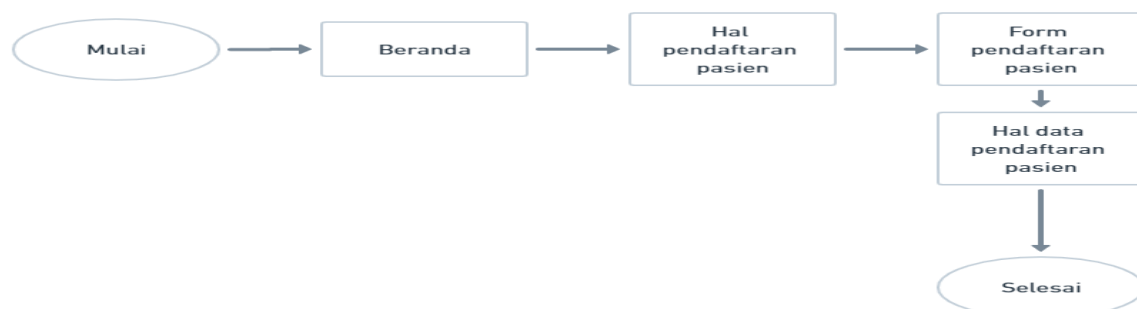 Mulai
Beranda
Hal
pendaftaran
pasien
Form
pendaftaran
pasien
Hal data
pendaftaran
pasien
Selesai